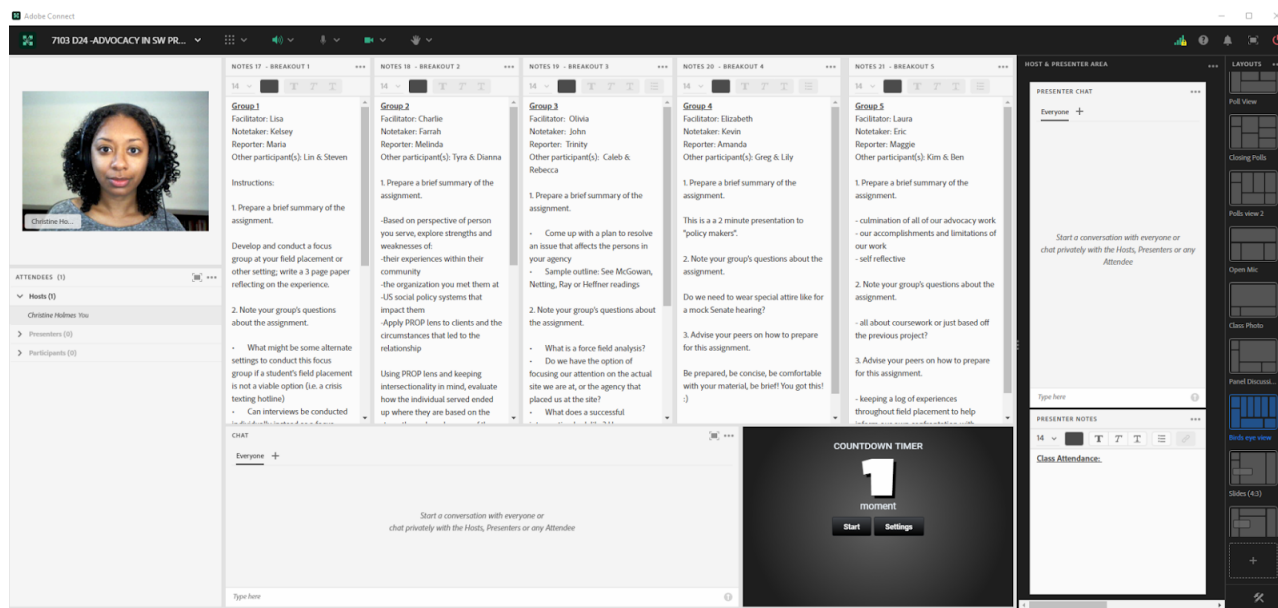 Adobe Connect
7103 D24 -ADVOCACY IN SW PR...
Christine Ho...
ATTENDEES (1)
Hosts (1)
Christine Holmes You
Presenters (0)
Participants (0)
NOTES 17 - BREAKOUT 1
14
Group 1
Facilitator: Lisa
Notetaker: Kelsey
Reporter: Maria
Other participant(s): Lin & Steven
Instructions:
1. Prepare a brief summary of the
assignment.
Develop and conduct a focus
group at your field placement or
other setting; write a 3 page paper
reflecting on the experience.
2. Note your group's questions
about the assignment.
· What might be some alternate
settings to conduct this focus
group if a student's field placement
is not a viable option (i.e. a crisis
texting hotline)
· Can interviews be conducted
individually instead as a focus
NOTES 18 - BREAKOUT 2
14
Group 2
Facilitator: Charlie
Notetaker: Farrah
Reporter: Melinda
Other participant(s): Tyra & Dianna
1. Prepare a brief summary of the
assignment.
-Based on perspective of person
you serve, explore strengths and
weaknesses of:
-their experiences within their
community
-the organization you met them at
-US social policy systems that
impact them
-Apply PROP lens to clients and the
circumstances that led to the
relationship
Using PROP lens and keeping
intersectionality in mind, evaluate
how the individual served ended
up where they are based on the
NOTES 19 - BREAKOUT 3
14
Group 3
Facilitator: Olivia
Notetaker: John
Reporter: Trinity
Other participant(s): Caleb &
Rebecca
1. Prepare a brief summary of the
assignment.
· Come up with a plan to resolve
an issue that affects the persons in
your agency
· Sample outline: See McGowan,
Netting, Ray or Heffner readings
2. Note your group's questions about
the assignment.
· What is a force field analysis?
· Do we have the option of
focusing our attention on the actual
site we are at, or the agency that
placed us at the site?
· What does a successful
NOTES 20 - BREAKOUT 4
14
Group 4
Facilitator: Elizabeth
Notetaker: Kevin
Reporter: Amanda
Other participant(s): Greg & Lily
1. Prepare a brief summary of the
assignment.
This is a a 2 minute presentation to
"policy makers".
2. Note your group's questions about the
assignment.
Do we need to wear special attire like for
a mock Senate hearing?
3. Advise your peers on how to prepare
for this assignment.
Be prepared, be concise, be comfortable
with your material, be brief! You got this!
:)
NOTES 21 - BREAKOUT 5
14
Group 5
Facilitator: Laura
Notetaker: Eric
Reporter: Maggie
Other participant(s): Kim & Ben
1. Prepare a brief summary of the
assignment.
- culmination of all of our advocacy work
- our accomplishments and limitations of
our work
- self reflective
2. Note your group's questions about the
assignment.
- all about coursework or just based off
the previous project?
3. Advise your peers on how to prepare
for this assignment.
- keeping a log of experiences
throughout field placement to help
inform our own confrontation with
CHAT
Everyone
Start a conversation with everyone or
chat privately with the Hosts, Presenters or any Attendee
Type here
COUNTDOWN TIMER
1
moment
Start
Settings
HOST & PRESENTER AREA
PRESENTER CHAT
Everyone
Start a conversation with everyone or
chat privately with the Hosts, Presenters or any
Attendee
Type here
PRESENTER NOTES
14
Class Attendance:
LAYOUTS
Poll View
Closing Polls
Polls view 2
Open Mic
Class Photo
Panel Discussi...
Birds eye view
Slides (4:3)